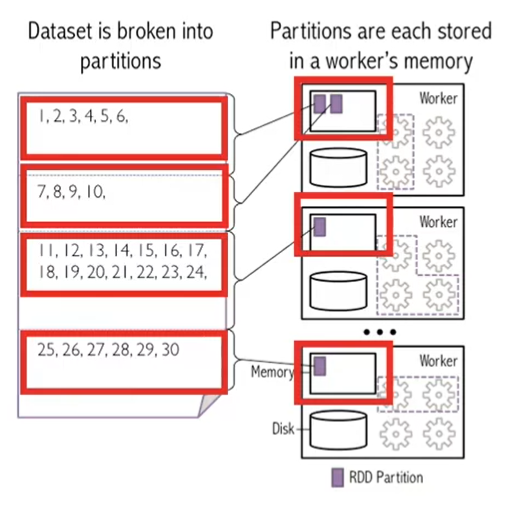 Dataset is broken into
partitions
Partitions are each stored
in a worker's memory
1, 2, 3, 4, 5, 6,
7, 8, 9, 10,
11, 12, 13, 14, 15, 16, 17,
18, 19, 20, 21, 22, 23, 24,
25, 26, 27, 28, 29, 30
Worker
Worker
•••
Worker
Memory
Disk
RDD Partition